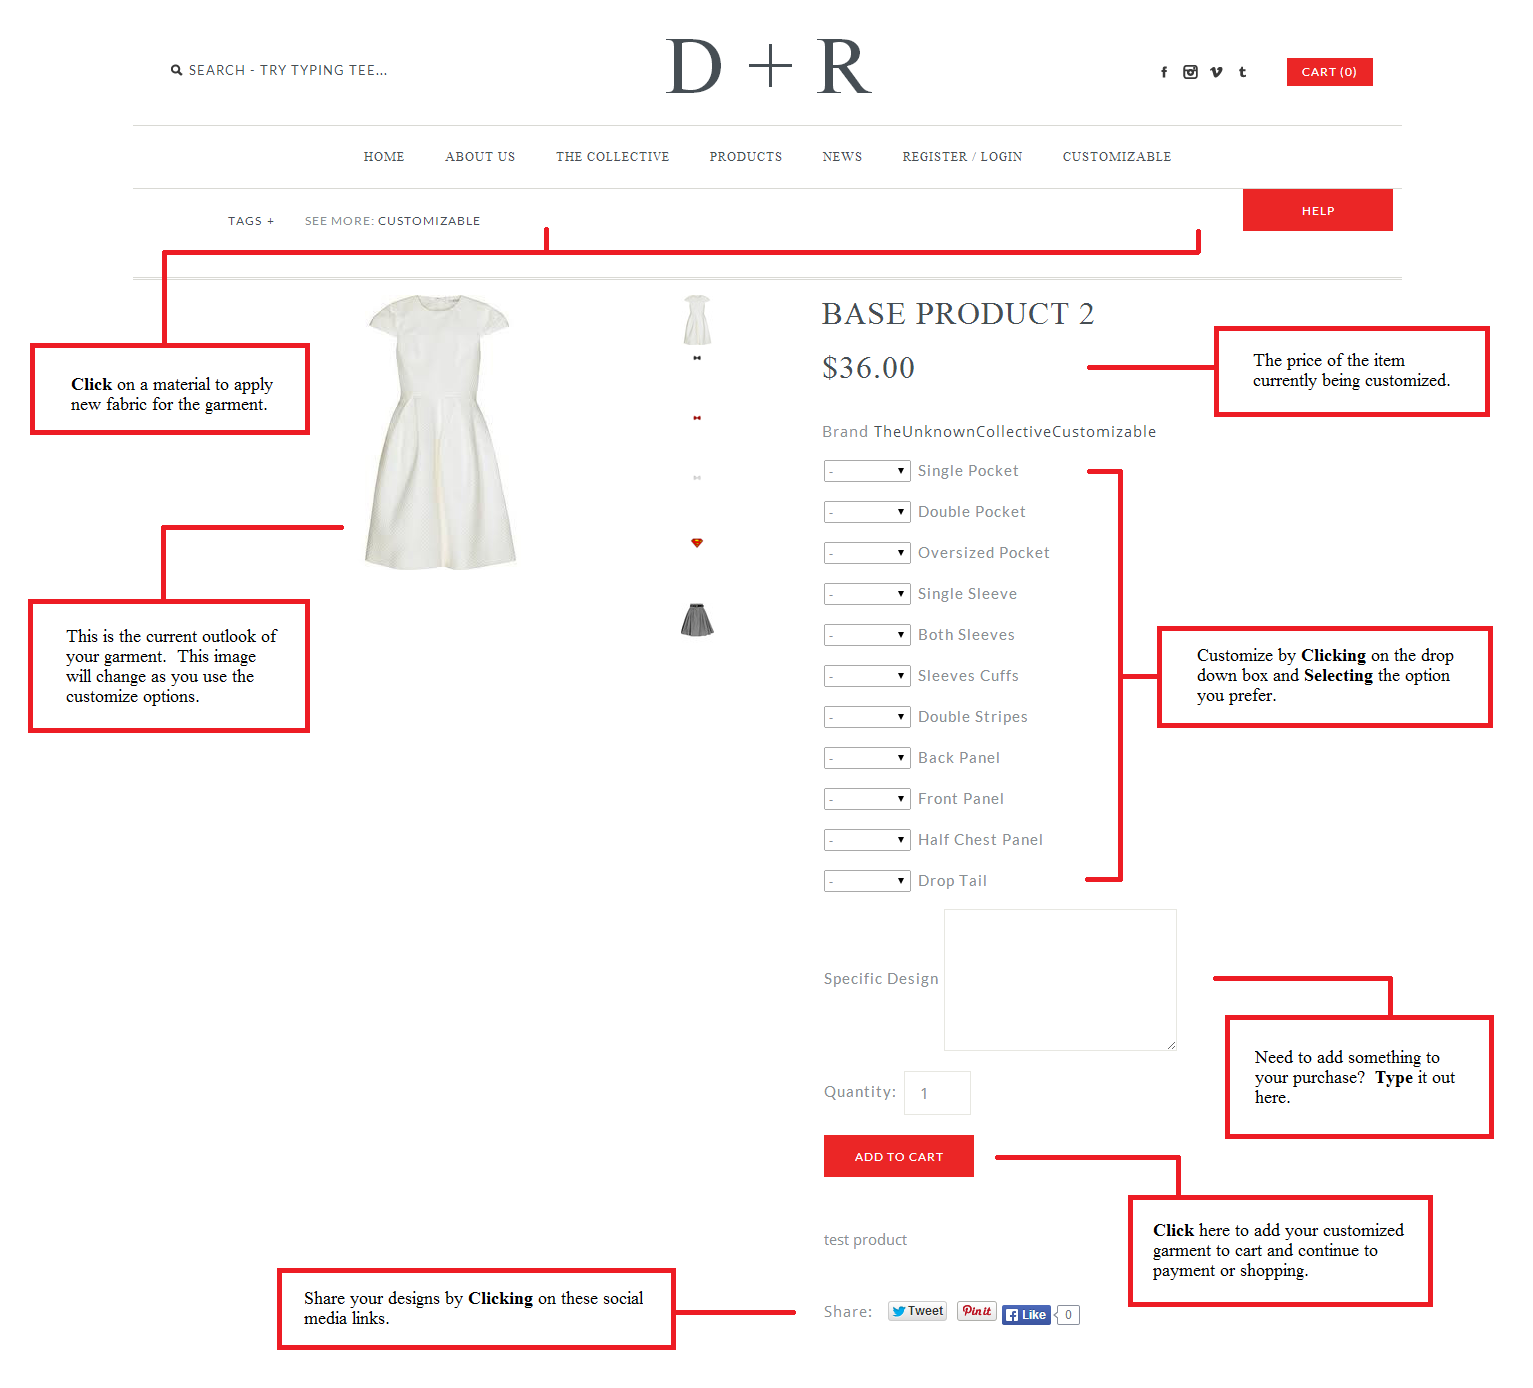 SEARCH - TRY TYPING TEE...
D + R
f t
CART (0)
HOME ABOUT US THE COLLECTIVE PRODUCTS NEWS REGISTER / LOGIN CUSTOMIZABLE
TAGS + SEE MORE: CUSTOMIZABLE
HELP
Click on a material to apply
new fabric for the garment.
BASE PRODUCT 2
$36.00
The price of the item
currently being customized.
Brand TheUnknownCollectiveCustomizable
- Single Pocket
- Double Pocket
- Oversized Pocket
- Single Sleeve
- Both Sleeves
- Sleeves Cuffs
- Double Stripes
- Back Panel
- Front Panel
- Half Chest Panel
- Drop Tail
This is the current outlook of
your garment.  This image
will change as you use the
customize options.
Customize by Clicking on the drop
down box and Selecting the option
you prefer.
Specific Design
Need to add something to
your purchase?  Type it out
here.
Quantity: 1
ADD TO CART
Click here to add your customized
garment to cart and continue to
payment or shopping.
test product
Share your designs by Clicking on these social
media links.
Share: Tweet Pin it Like 0